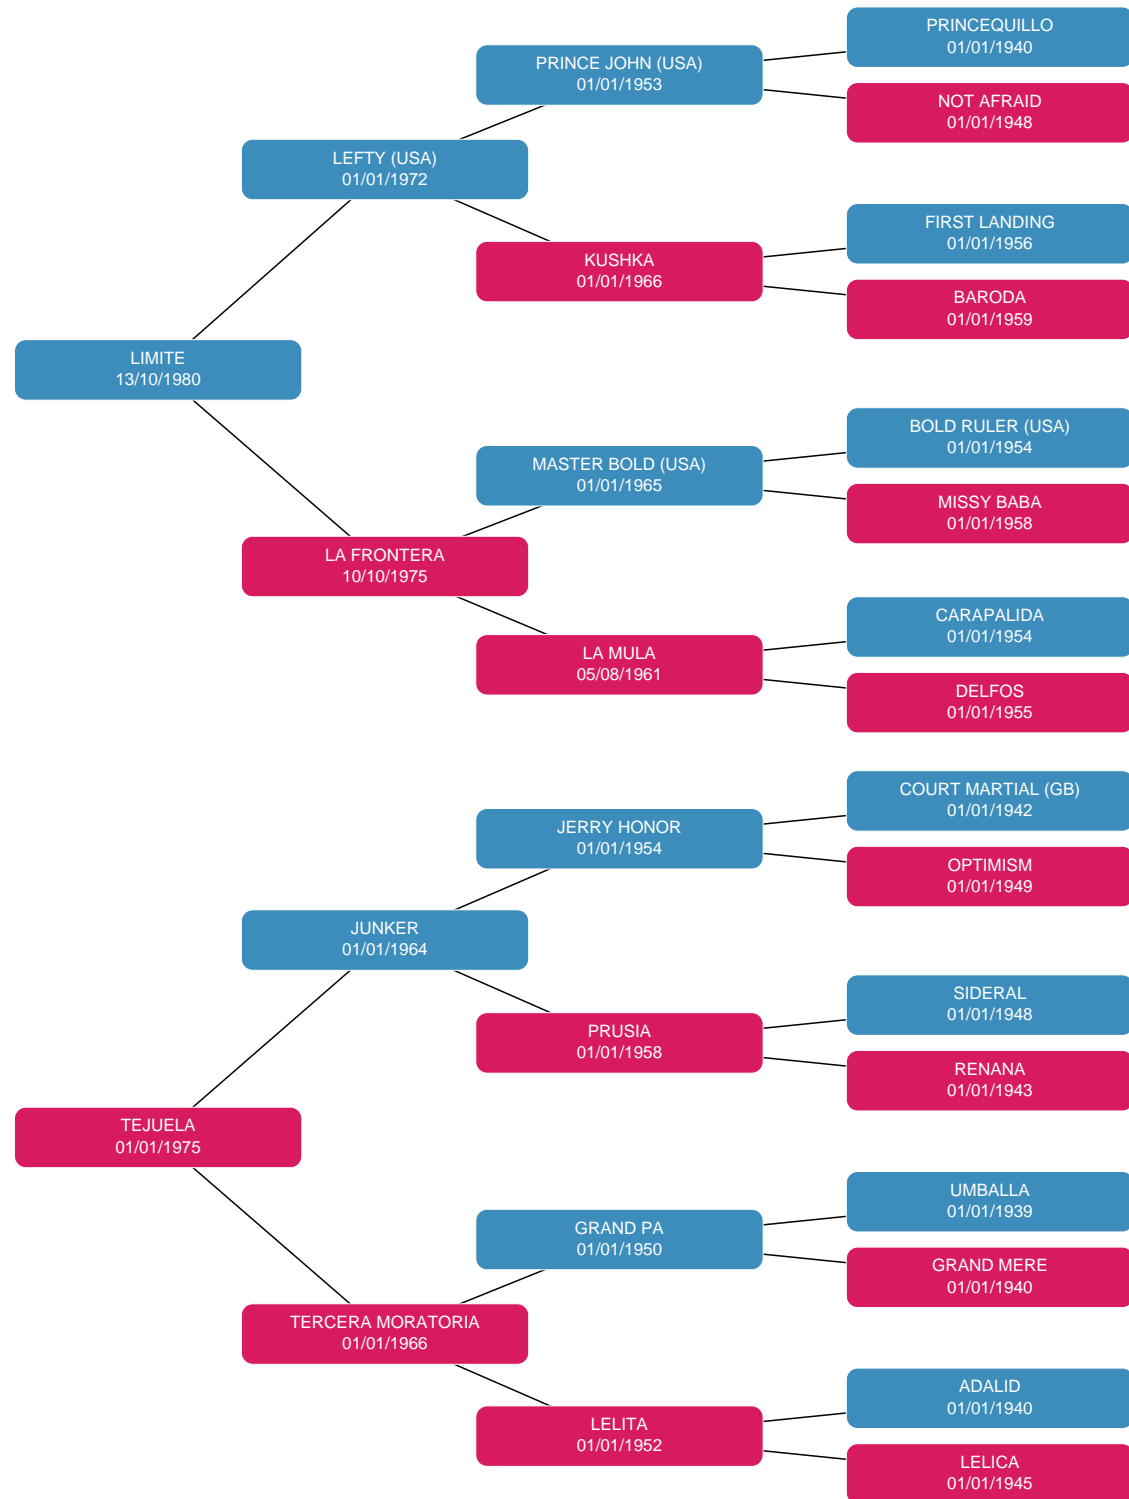 PRINCEQUILLO
01/01/1940
PRINCE JOHN (USA)
01/01/1953
NOT AFRAID
01/01/1948
LEFTY (USA)
01/01/1972
FIRST LANDING
01/01/1956
KUSHKA
01/01/1966
BARODA
01/01/1959
LIMITE
13/10/1980
BOLD RULER (USA)
01/01/1954
MASTER BOLD (USA)
01/01/1965
MISSY BABA
01/01/1958
LA FRONTERA
10/10/1975
CARAPALIDA
01/01/1954
LA MULA
05/08/1961
DELFOS
01/01/1955
COURT MARTIAL (GB)
01/01/1942
JERRY HONOR
01/01/1954
OPTIMISM
01/01/1949
JUNKER
01/01/1964
SIDERAL
01/01/1948
PRUSIA
01/01/1958
RENANA
01/01/1943
TEJUELA
01/01/1975
UMBALLA
01/01/1939
GRAND PA
01/01/1950
GRAND MERE
01/01/1940
TERCERA MORATORIA
01/01/1966
ADALID
01/01/1940
LELITA
01/01/1952
LELICA
01/01/1945